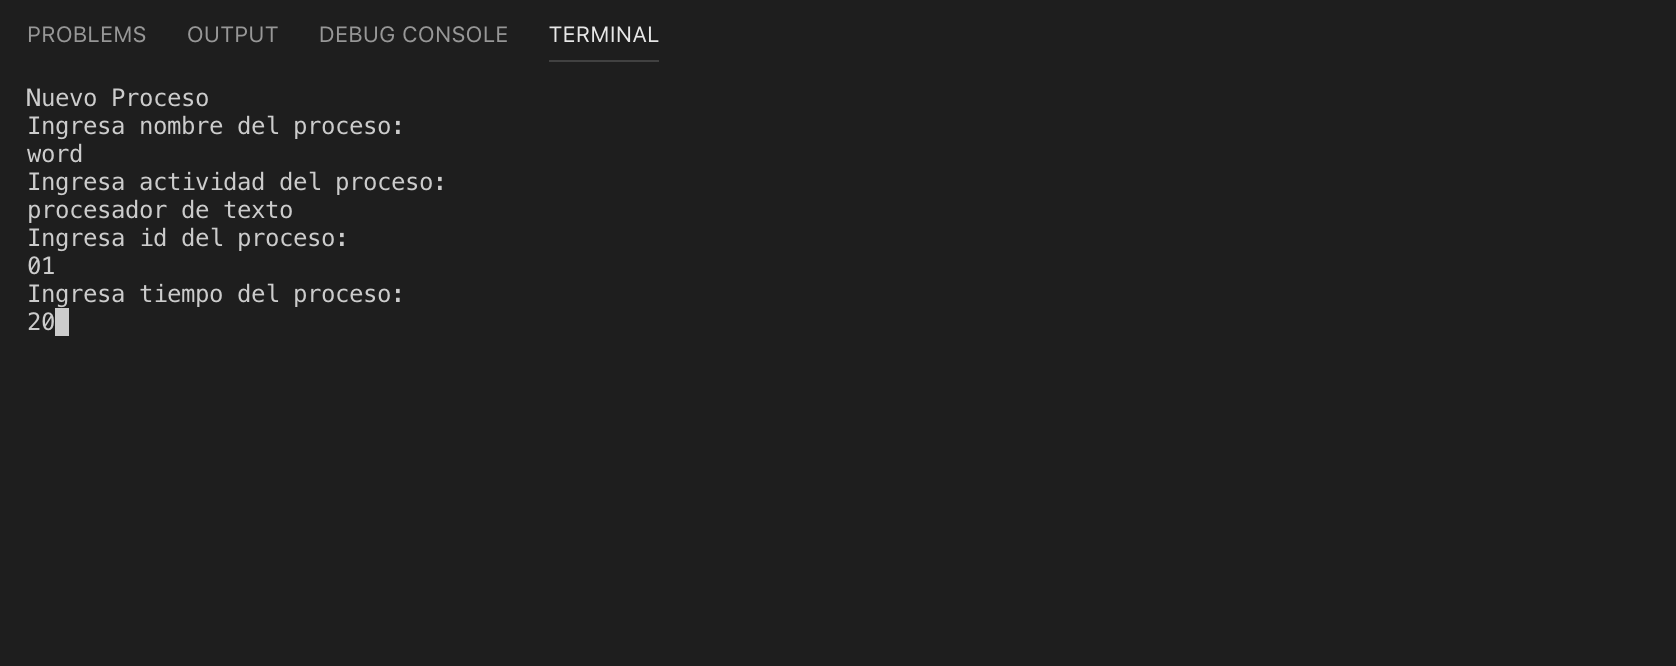 PROBLEMS OUTPUT DEBUG CONSOLE TERMINAL
Nuevo Proceso
Ingresa nombre del proceso:
word
Ingresa actividad del proceso:
procesador de texto
Ingresa id del proceso:
01
Ingresa tiempo del proceso:
20